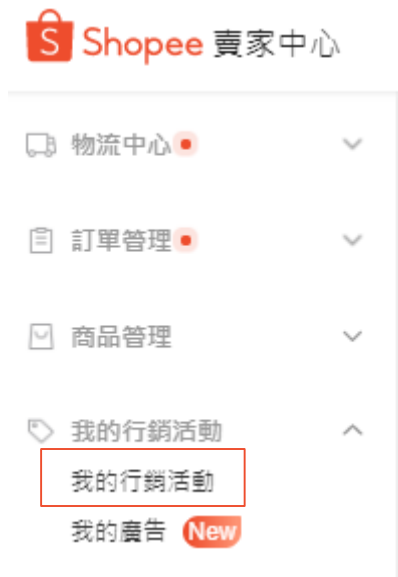 Shopee 賣家中心
物流中心
訂單管理
商品管理
我的行銷活動
我的行銷活動
我的廣告 New